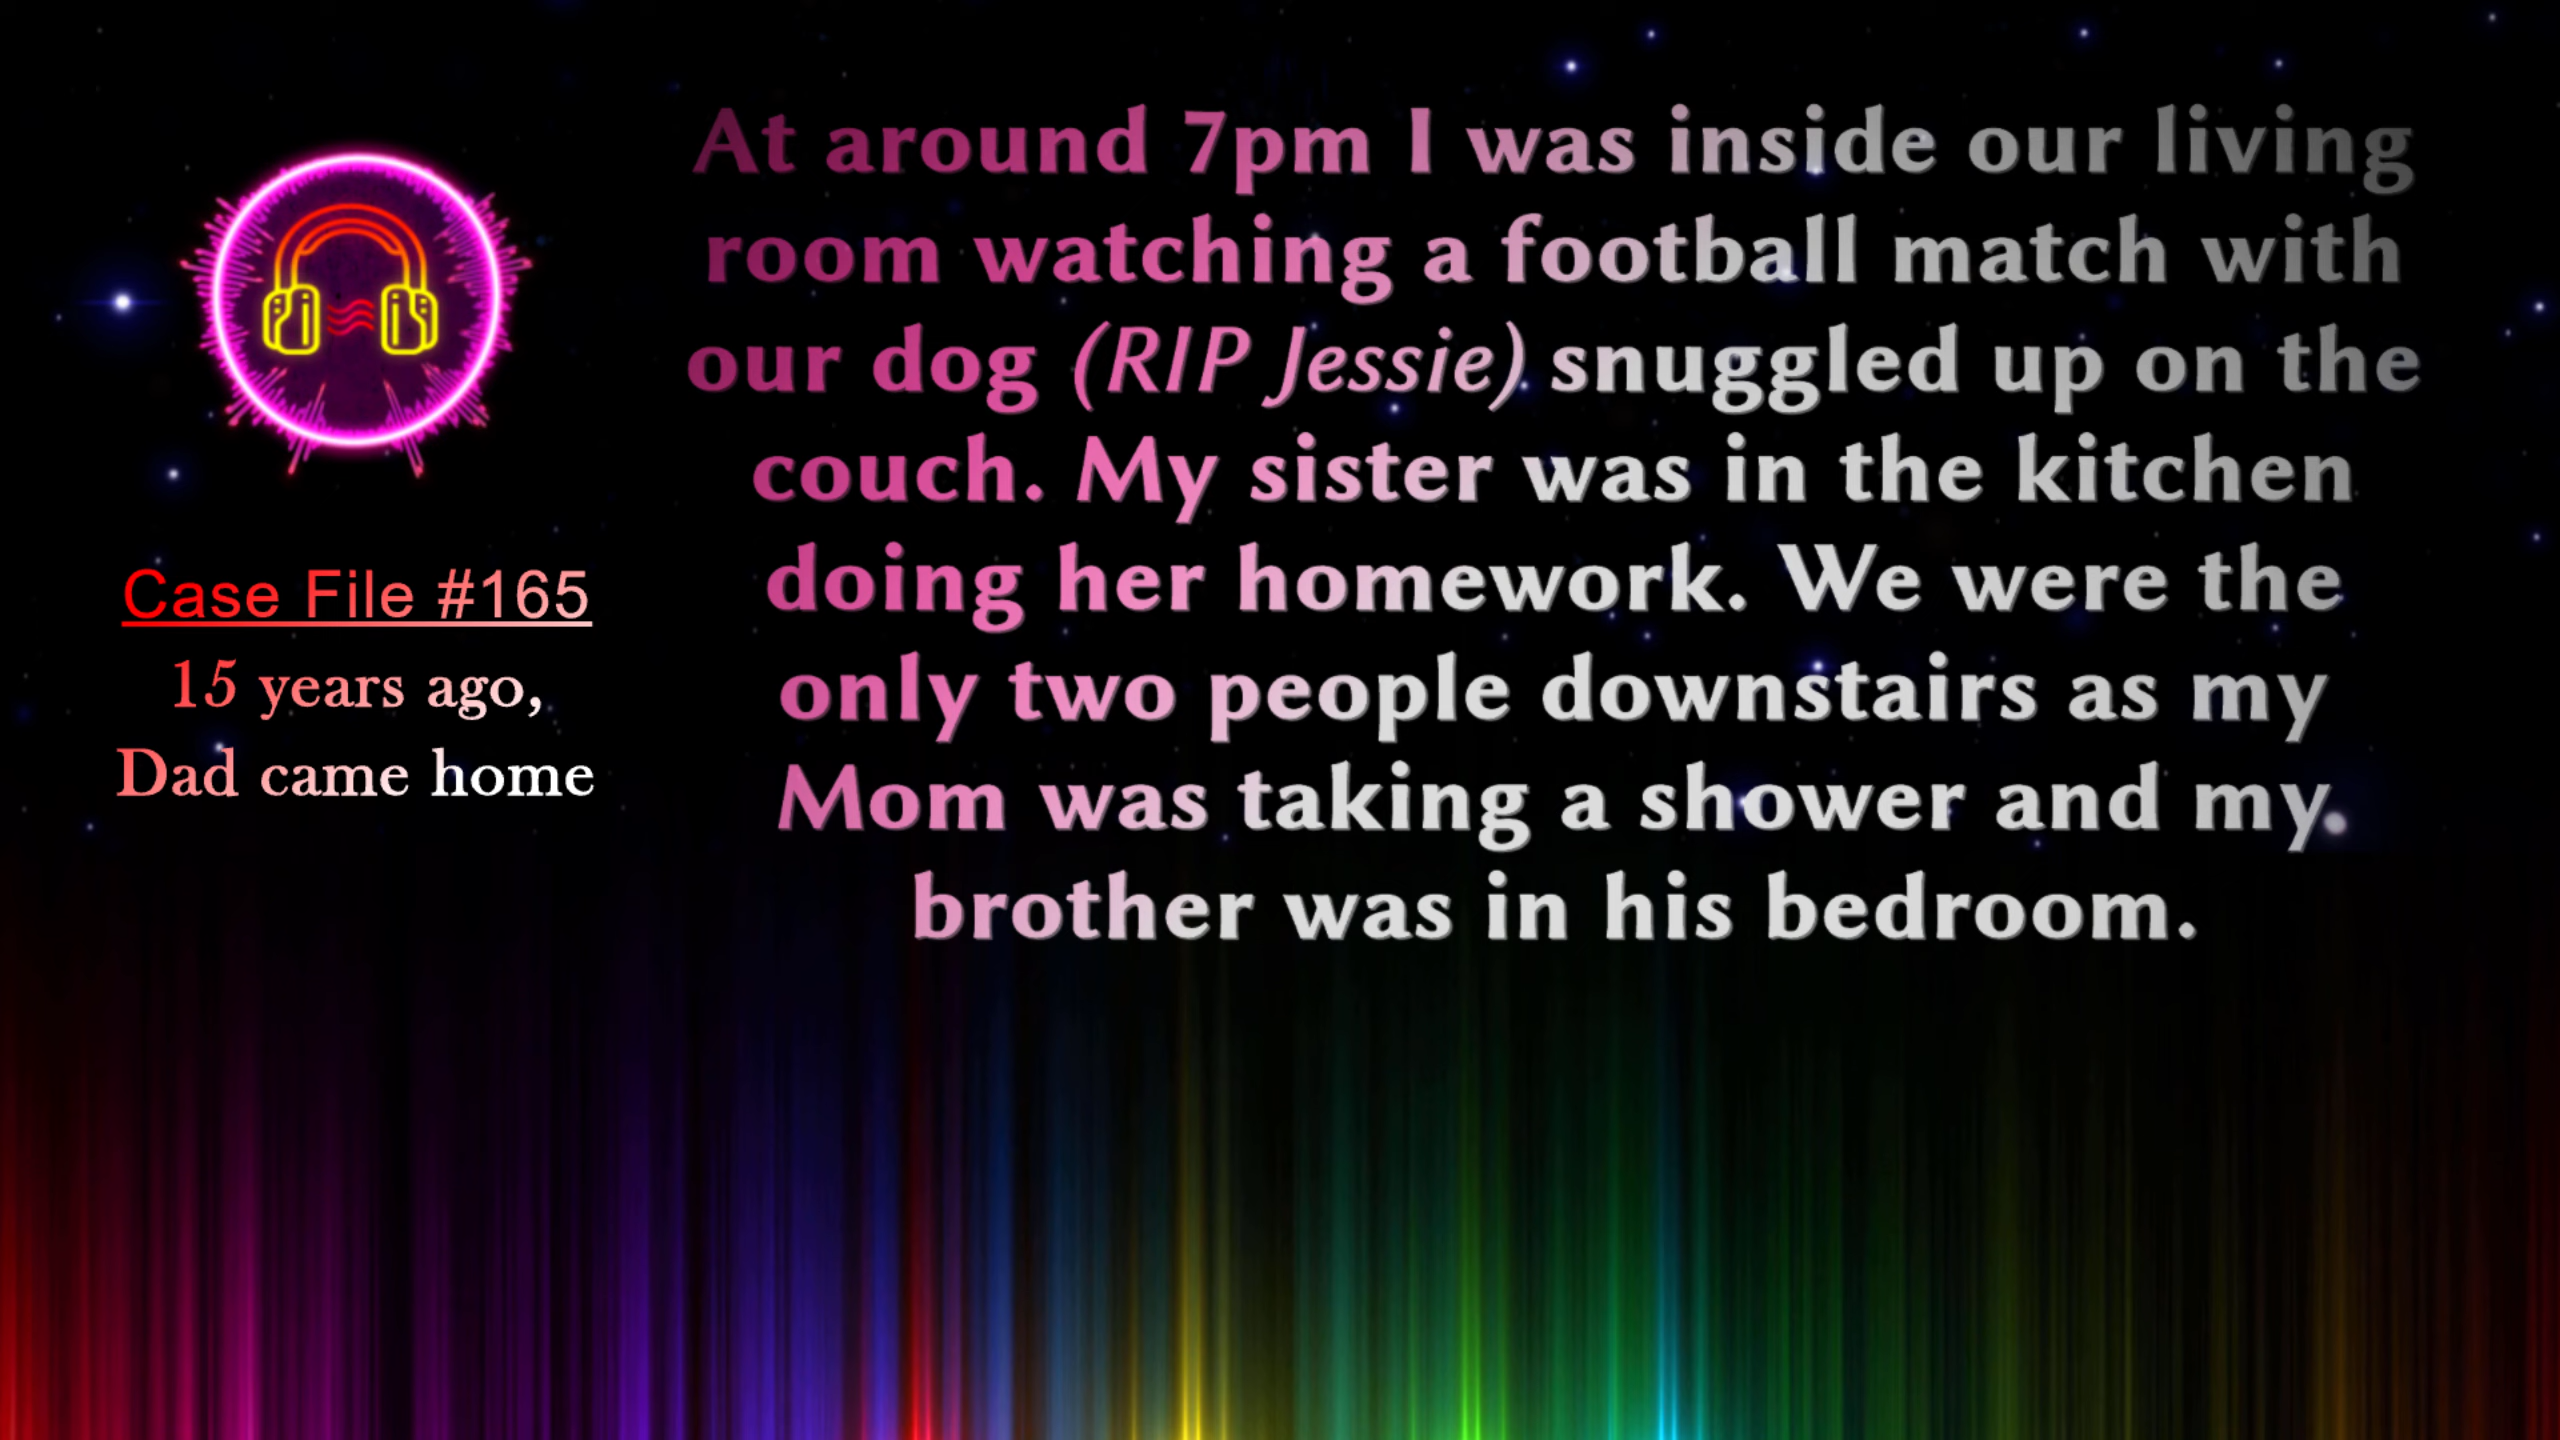 Case File #165
15 years ago,
Dad came home
At around 7pm I was inside our living
room watching a football match with
our dog (RIP Jessie) snuggled up on the
couch. My sister was in the kitchen
doing her homework. We were the
only two people downstairs as my
Mom was taking a shower and my
brother was in his bedroom.